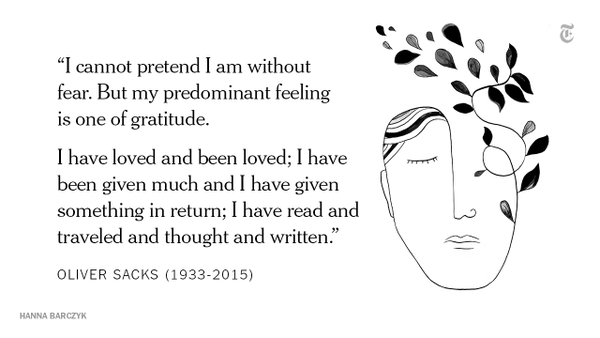 “I cannot pretend I am without
fear. But my predominant feeling
is one of gratitude.
I have loved and been loved; I have
been given much and I have given
something in return; I have read and
traveled and thought and written.”
OLIVER SACKS (1933-2015)
HANNA BARCZYK
T